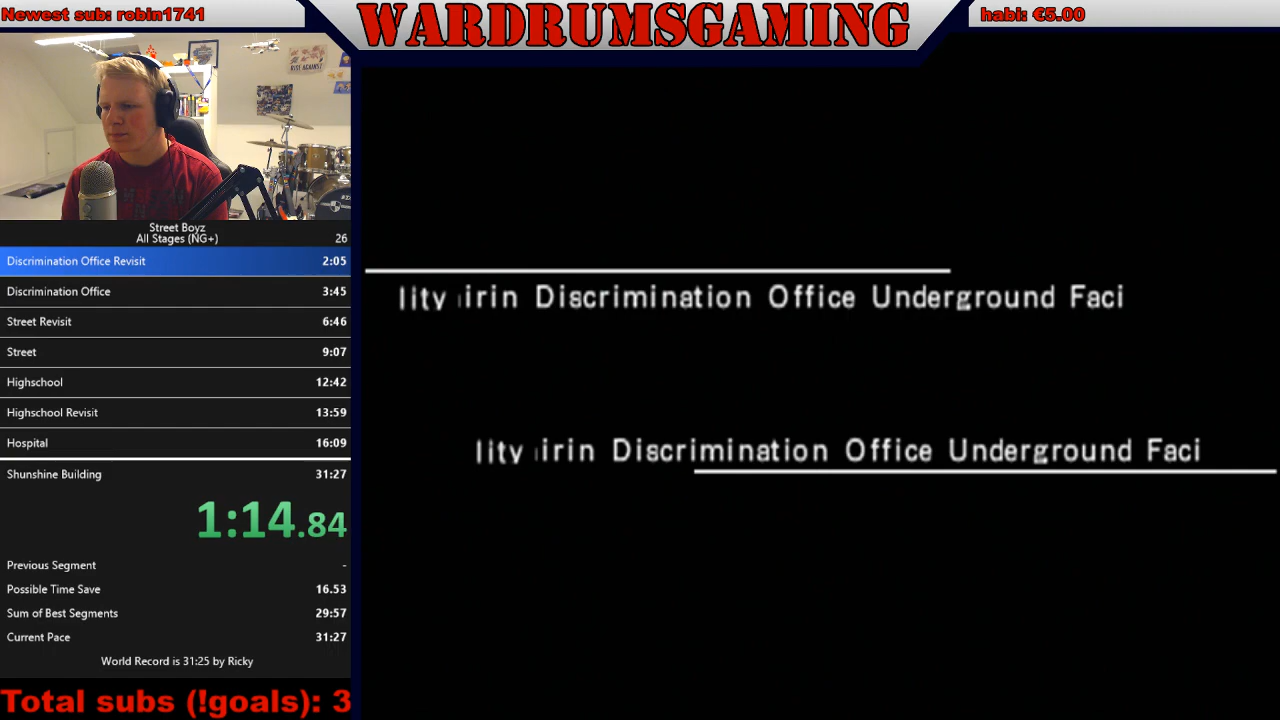 Newest sub: robin1741
WARDRUMSGAMING
habi: €5.00
RISE AGAINST
Street Boyz
All Stages (NG+) 26
Discrimination Office Revisit 2:05
Discrimination Office 3:45
Street Revisit 6:46
Street 9:07
Highschool 12:42
Highschool Revisit 13:59
Hospital 16:09
Shunshine Building 31:27
1:14.84
Previous Segment -
Possible Time Save 16.53
Sum of Best Segments 29:57
Current Pace 31:27
World Record is 31:25 by Ricky
Total subs (!goals): 3
lity irin Discrimination Office Underground Faci
lity irin Discrimination Office Underground Faci